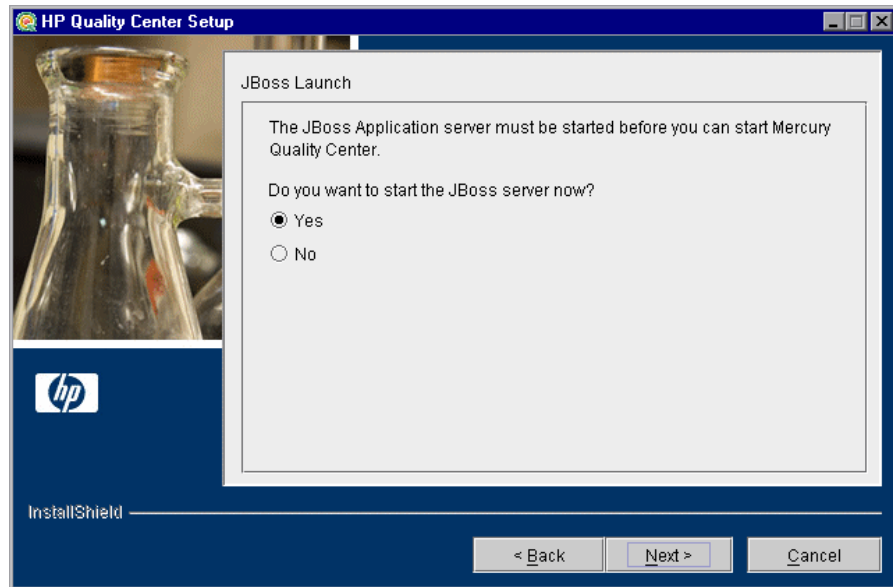 HP Quality Center Setup
JBoss Launch
The JBoss Application server must be started before you can start Mercury
Quality Center.
Do you want to start the JBoss server now?
Yes
No
hp
InstallShield
< Back
Next >
Cancel